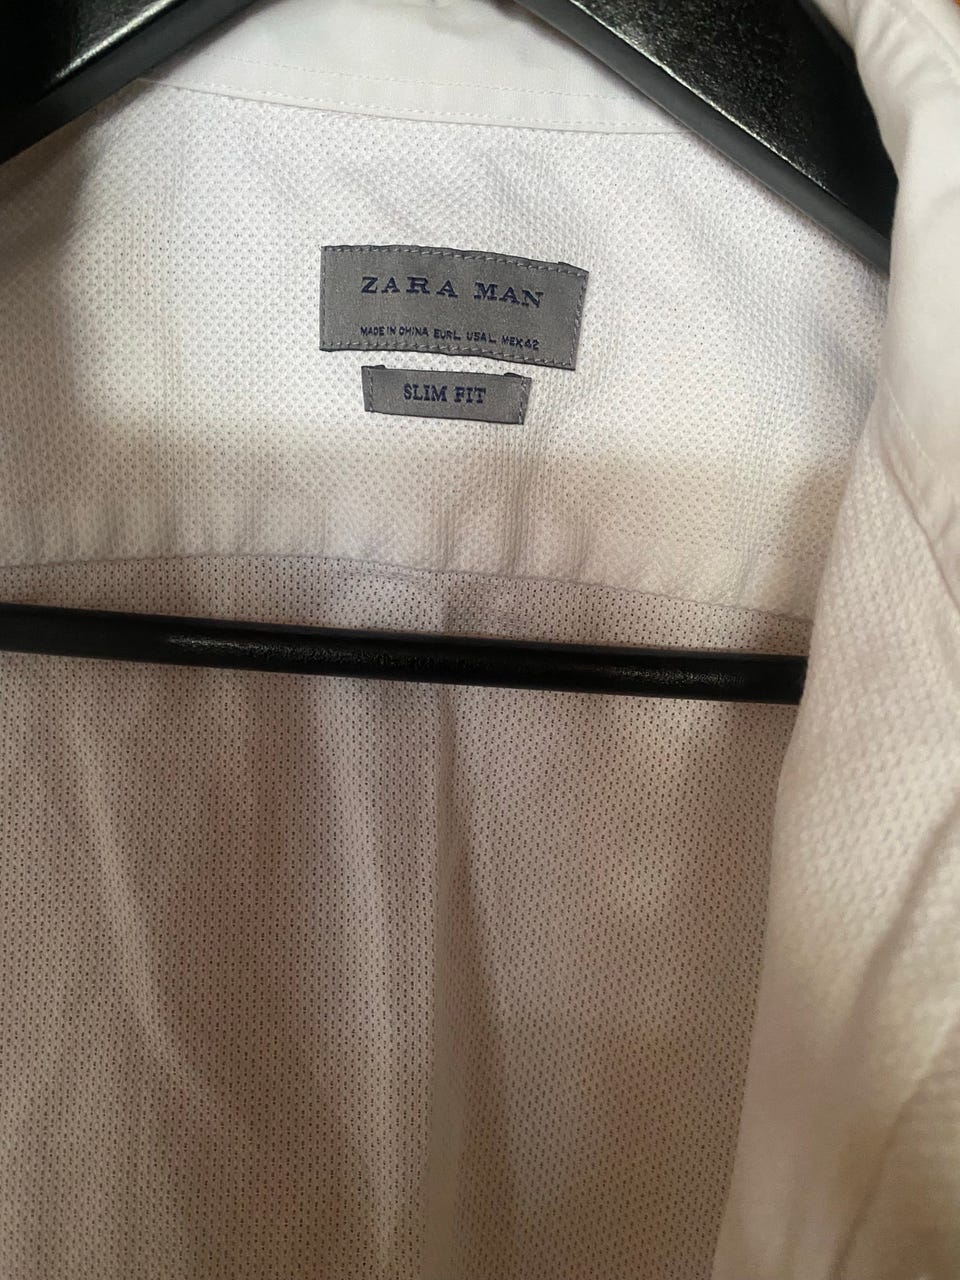 ZARA MAN
MADE IN CHINA EUR L USA L MEX 42
SLIM FIT